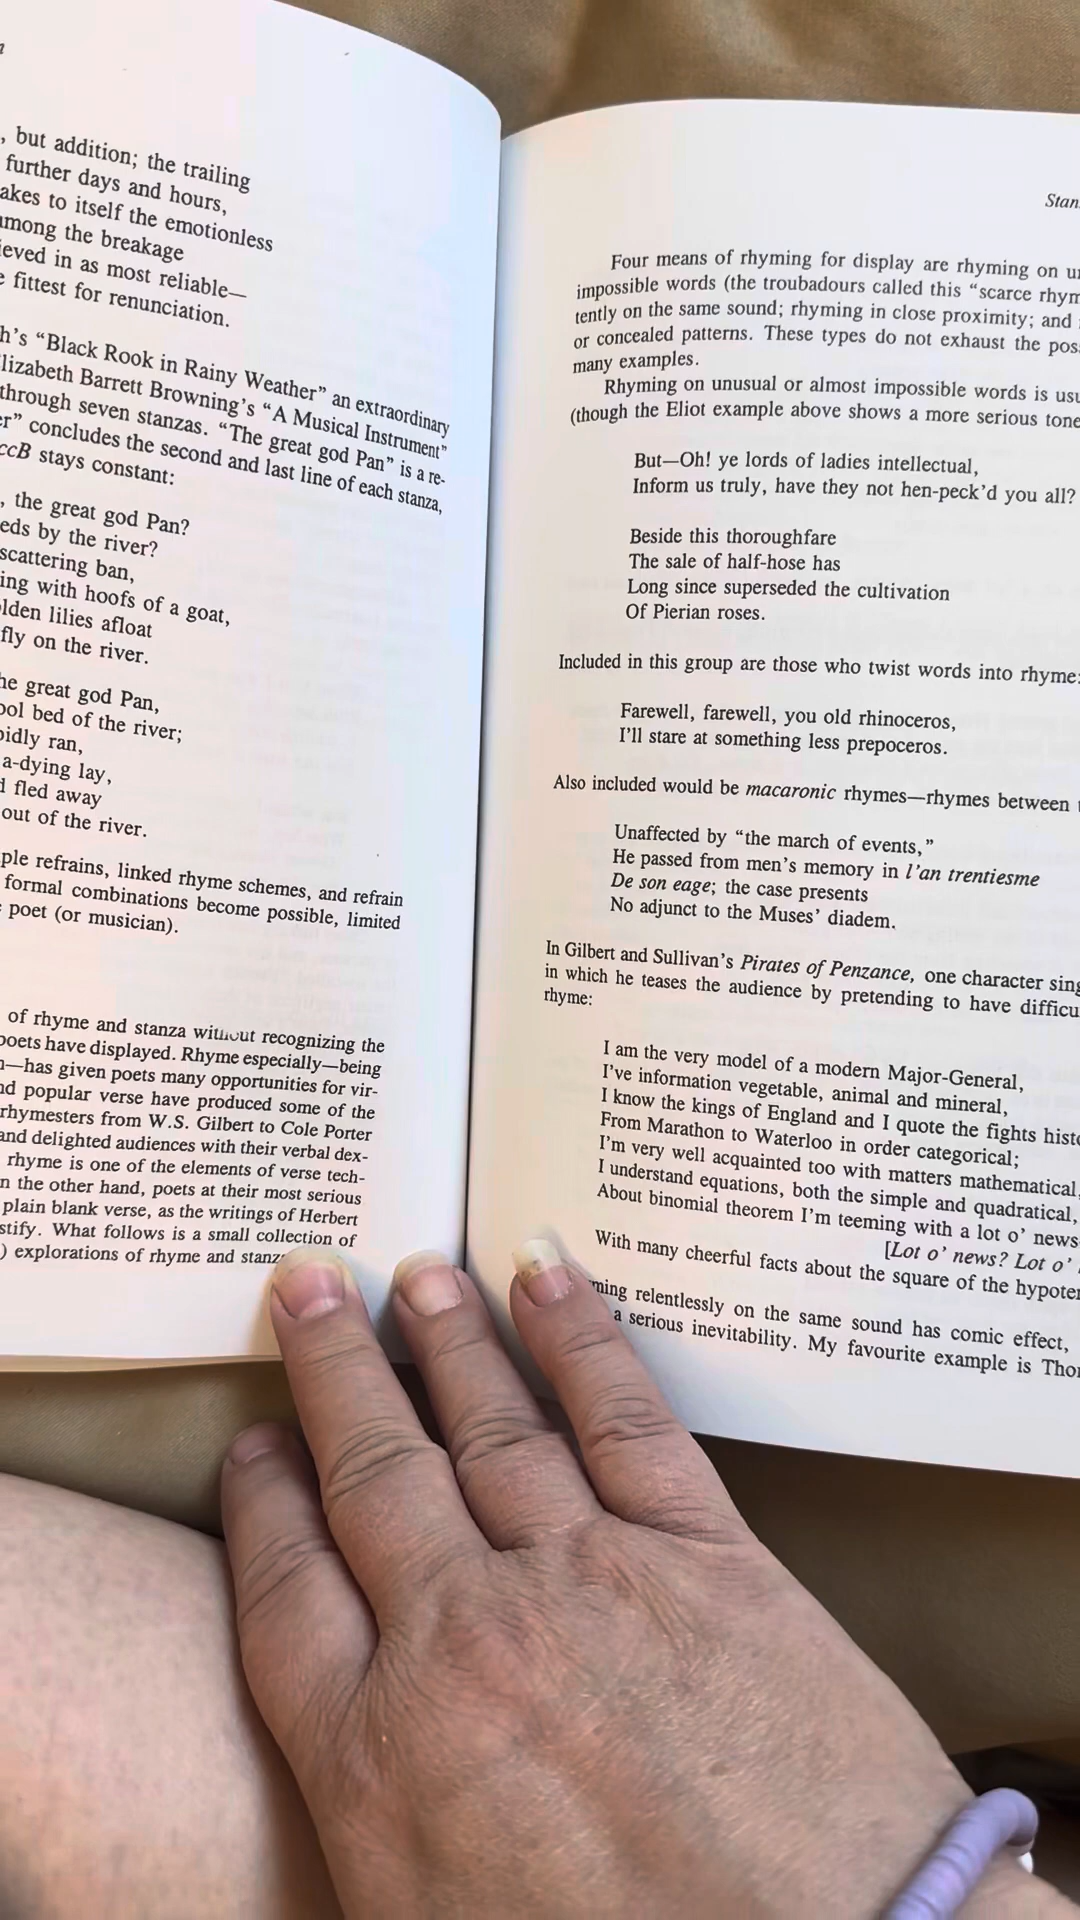 , but addition; the trailing
further days and hours,
akes to itself the emotionless
mong the breakage
ieved in as most reliable—
e fittest for renunciation.
h's “Black Rook in Rainy Weather” an extraordinary
lizabeth Barrett Browning's “A Musical Instrument”
through seven stanzas. “The great god Pan” is a re-
er” concludes the second and last line of each stanza,
ccB stays constant:
, the great god Pan?
eds by the river?
scattering ban,
ing with hoofs of a goat,
lden lilies afloat
fly on the river.
he great god Pan,
ool bed of the river;
pidly ran,
a-dying lay,
d fled away
out of the river.
ple refrains, linked rhyme schemes, and refrain
formal combinations become possible, limited
poet (or musician).
of rhyme and stanza without recognizing the
poets have displayed. Rhyme especially—being
n—has given poets many opportunities for vir-
nd popular verse have produced some of the
rhymesters from W.S. Gilbert to Cole Porter
and delighted audiences with their verbal dex-
rhyme is one of the elements of verse tech-
n the other hand, poets at their most serious
plain blank verse, as the writings of Herbert
stify. What follows is a small collection of
) explorations of rhyme and stanz
Stan
Four means of rhyming for display are rhyming on u
impossible words (the troubadours called this “scarce rhym
tently on the same sound; rhyming in close proximity; and
or concealed patterns. These types do not exhaust the pos
many examples.
Rhyming on unusual or almost impossible words is usu
(though the Eliot example above shows a more serious tone
But—Oh! ye lords of ladies intellectual,
Inform us truly, have they not hen-peck'd you all?
Beside this thoroughfare
The sale of half-hose has
Long since superseded the cultivation
Of Pierian roses.
Included in this group are those who twist words into rhyme:
Farewell, farewell, you old rhinoceros,
I'll stare at something less prepoceros.
Also included would be macaronic rhymes—rhymes between
Unaffected by “the march of events,”
He passed from men's memory in l'an trentiesme
De son eage; the case presents
No adjunct to the Muses' diadem.
In Gilbert and Sullivan's Pirates of Penzance, one character sing
in which he teases the audience by pretending to have difficu
rhyme:
I am the very model of a modern Major-General,
I've information vegetable, animal and mineral,
I know the kings of England and I quote the fights histo
From Marathon to Waterloo in order categorical;
I'm very well acquainted too with matters mathematical,
I understand equations, both the simple and quadratical,
About binomial theorem I'm teeming with a lot o' news
[Lot o' news? Lot o'
With many cheerful facts about the square of the hypoten
ming relentlessly on the same sound has comic effect,
a serious inevitability. My favourite example is Tho